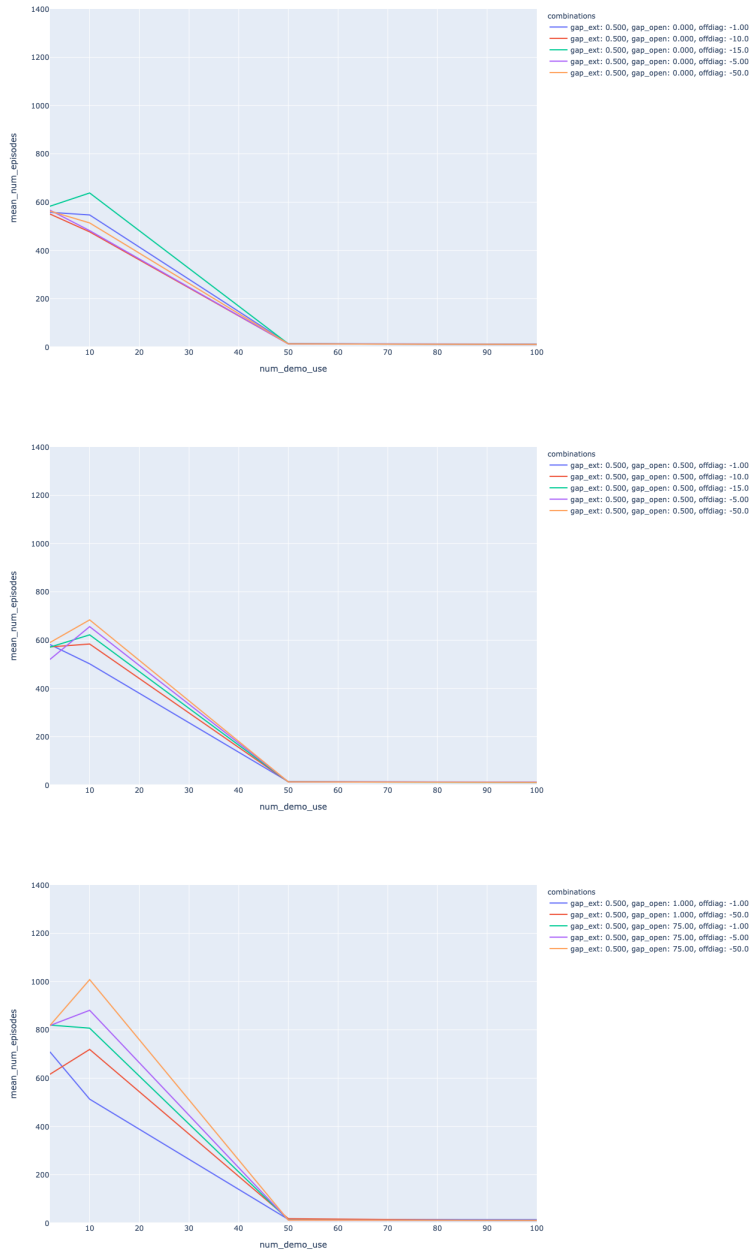 combinations
gap_ext: 0.500, gap_open: 0.000, offdiag: -1.00
gap_ext: 0.500, gap_open: 0.000, offdiag: -10.0
gap_ext: 0.500, gap_open: 0.000, offdiag: -15.0
gap_ext: 0.500, gap_open: 0.000, offdiag: -5.00
gap_ext: 0.500, gap_open: 0.000, offdiag: -50.0
1400
1200
1000
800
600
400
200
0
mean_num_episodes
10 20 30 40 50 60 70 80 90 100
num_demo_use
combinations
gap_ext: 0.500, gap_open: 0.500, offdiag: -1.00
gap_ext: 0.500, gap_open: 0.500, offdiag: -10.0
gap_ext: 0.500, gap_open: 0.500, offdiag: -15.0
gap_ext: 0.500, gap_open: 0.500, offdiag: -5.00
gap_ext: 0.500, gap_open: 0.500, offdiag: -50.0
1400
1200
1000
800
600
400
200
0
mean_num_episodes
10 20 30 40 50 60 70 80 90 100
num_demo_use
combinations
gap_ext: 0.500, gap_open: 1.000, offdiag: -1.00
gap_ext: 0.500, gap_open: 1.000, offdiag: -50.0
gap_ext: 0.500, gap_open: 75.00, offdiag: -1.00
gap_ext: 0.500, gap_open: 75.00, offdiag: -5.00
gap_ext: 0.500, gap_open: 75.00, offdiag: -50.0
1400
1200
1000
800
600
400
200
0
mean_num_episodes
10 20 30 40 50 60 70 80 90 100
num_demo_use